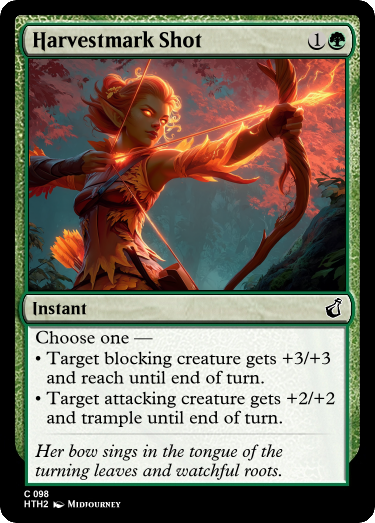 Harvestmark Shot 1
Instant
Choose one —
• Target blocking creature gets +3/+3
and reach until end of turn.
• Target attacking creature gets +2/+2
and trample until end of turn.
Her bow sings in the tongue of the
turning leaves and watchful roots.
C 098
HTH2 Midjourney